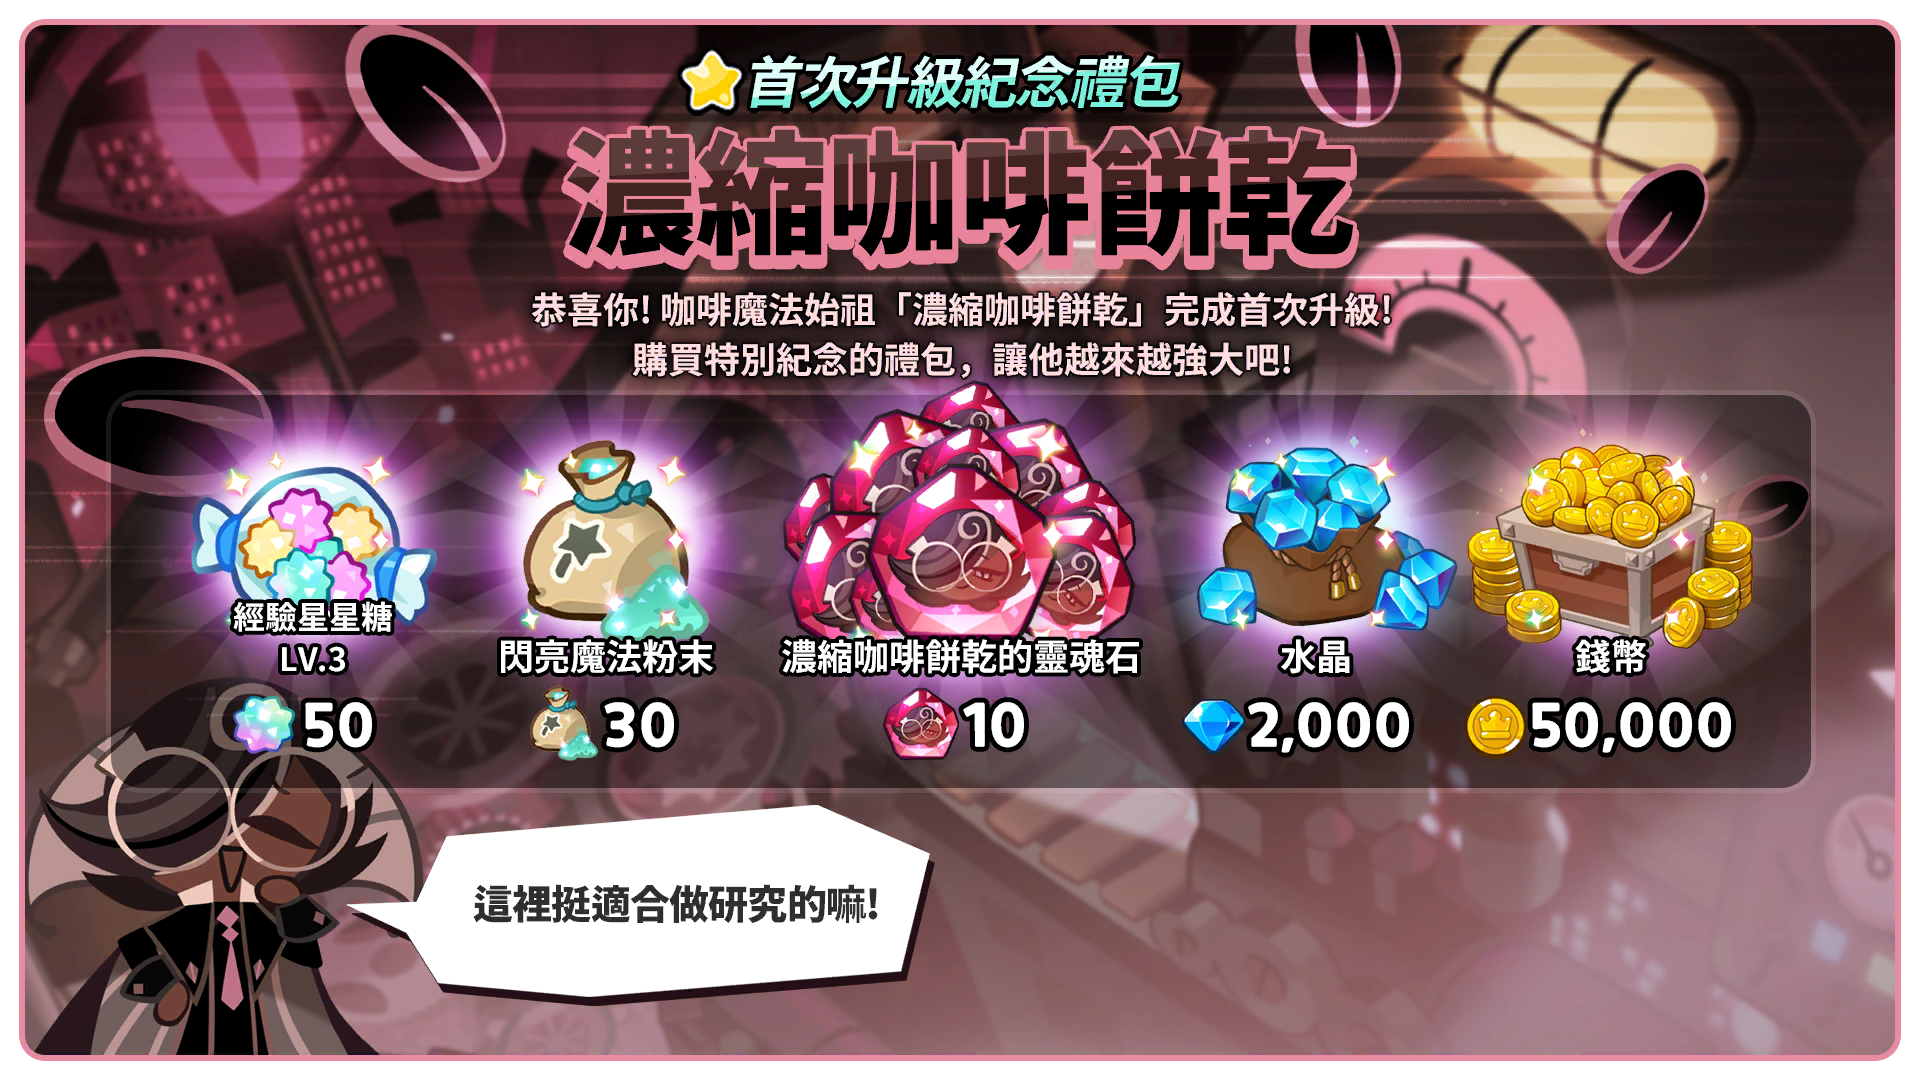 首次升級紀念禮包
濃縮咖啡餅乾
恭喜你! 咖啡魔法始祖「濃縮咖啡餅乾」完成首次升級!
購買特別紀念的禮包，讓他越來越強大吧!
經驗星星糖
LV.3
50
閃亮魔法粉末
30
濃縮咖啡餅乾的靈魂石
10
水晶
2,000
錢幣
50,000
這裡挺適合做研究的嘛!